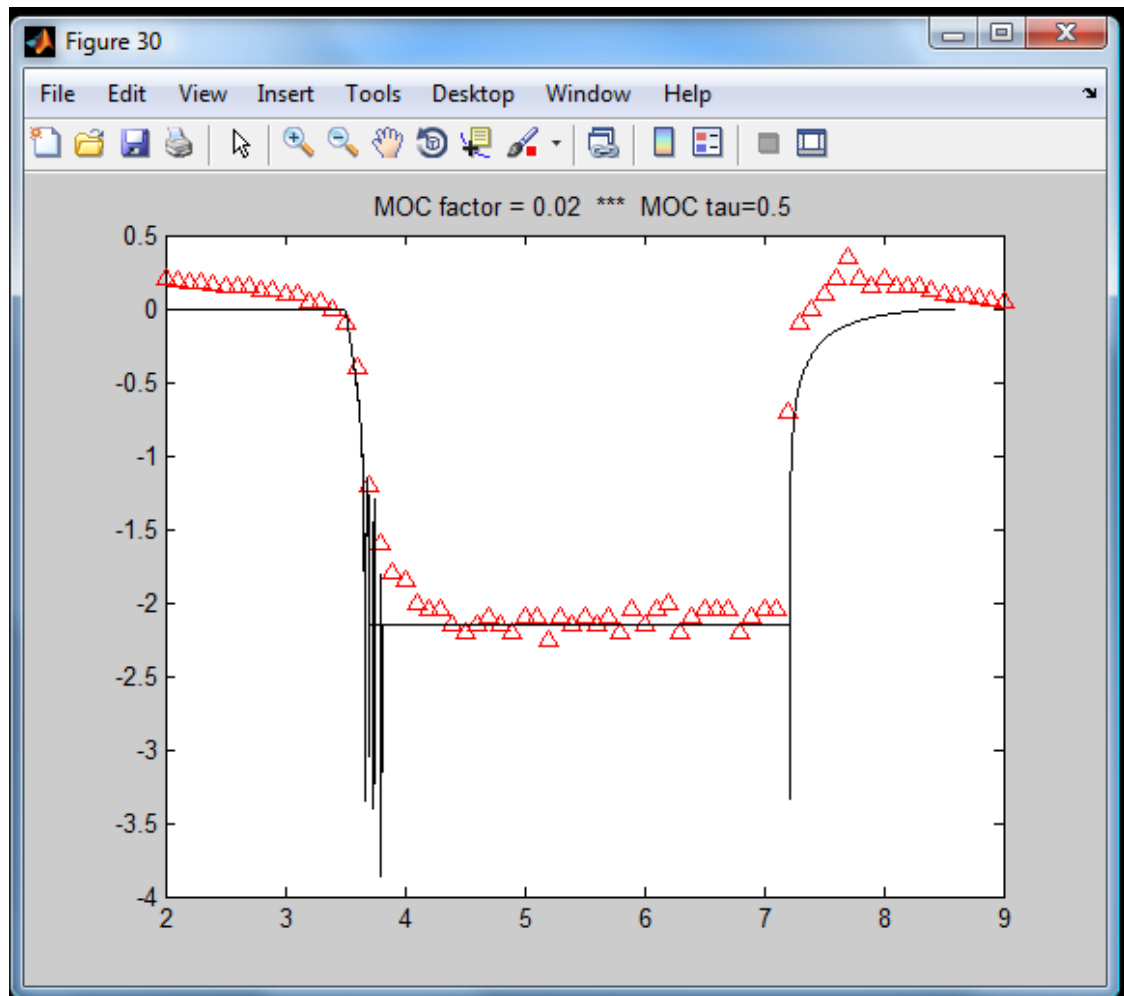 Figure 30
File Edit View Insert Tools Desktop Window Help
MOC factor = 0.02 *** MOC tau=0.5
0.5
0
-0.5
-1
-1.5
-2
-2.5
-3
-3.5
-4
2 3 4 5 6 7 8 9